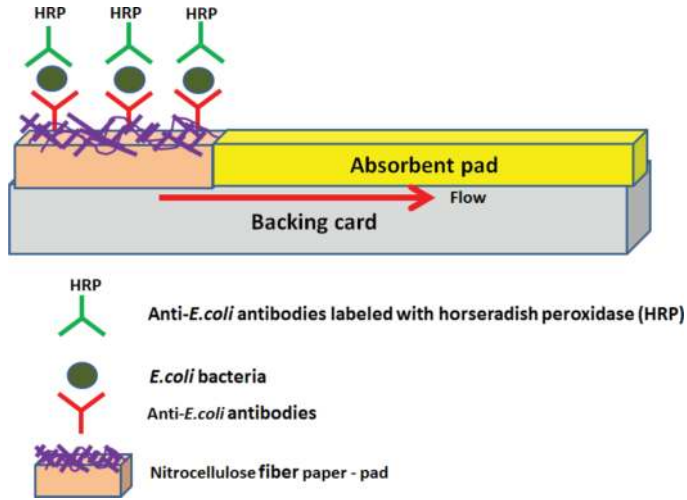 HRP HRP HRP
Absorbent pad
Flow
Backing card
HRP
Anti-E.coli antibodies labeled with horseradish peroxidase (HRP)
E.coli bacteria
Anti-E.coli antibodies
Nitrocellulose fiber paper - pad